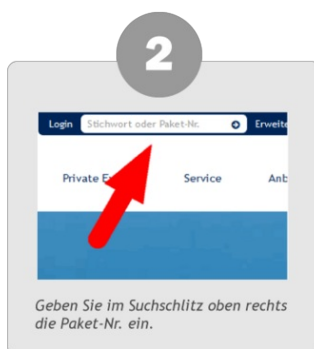 2
Login Stichwort oder Paket-Nr. Erweite
Private E Service Anb
Geben Sie im Suchschlitz oben rechts
die Paket-Nr. ein.